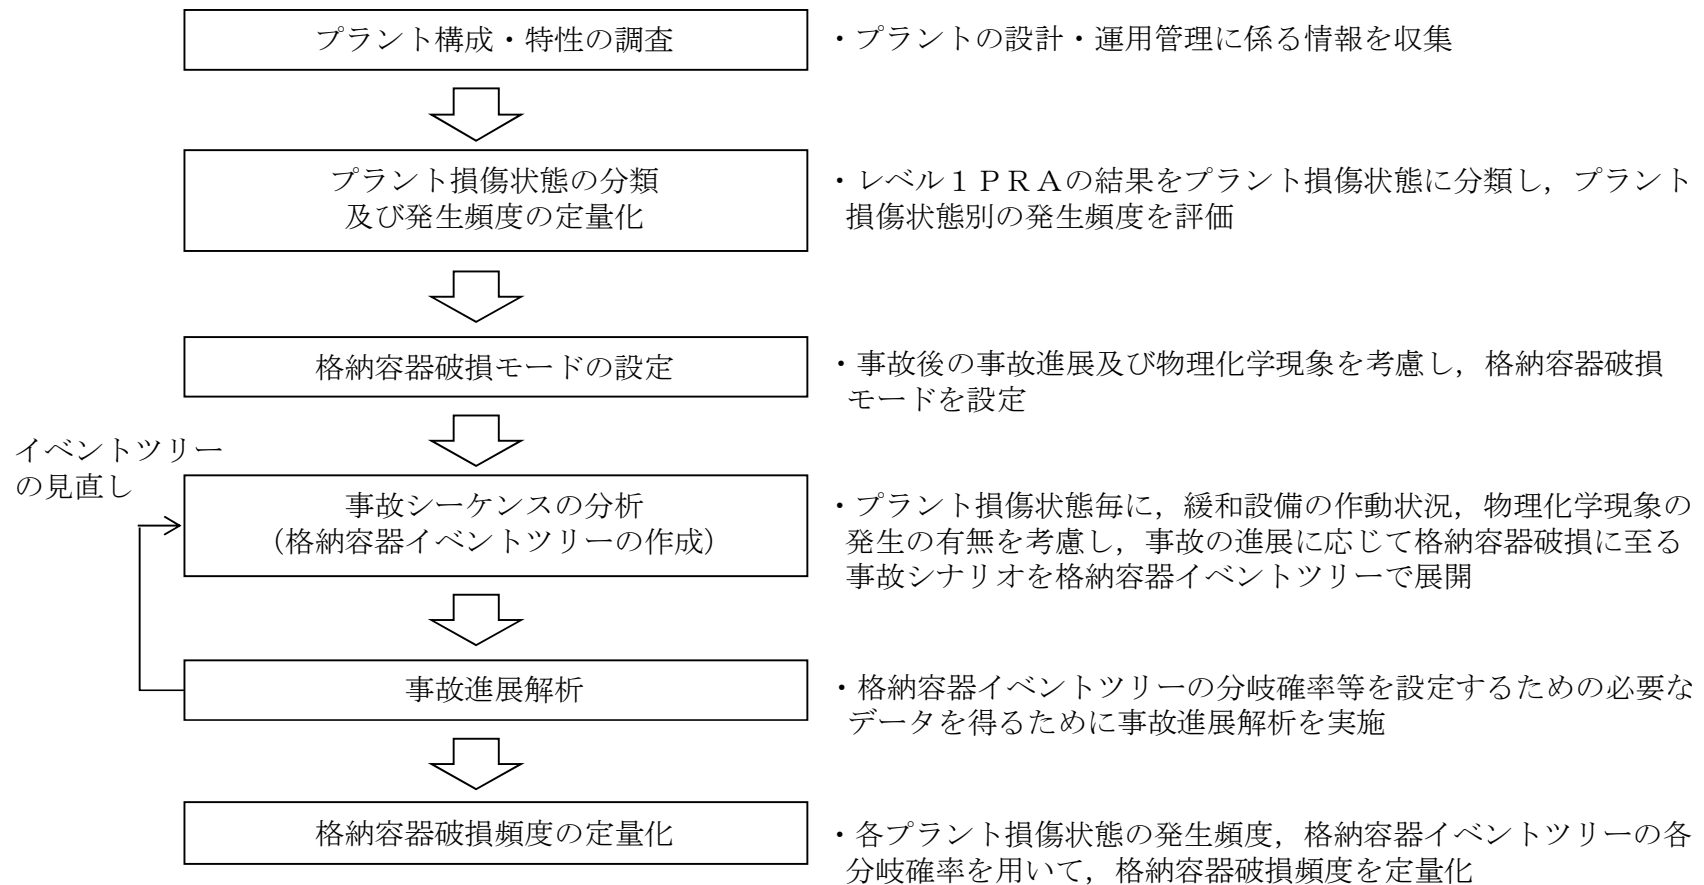 プラント構成・特性の調査
・プラントの設計・運用管理に係る情報を収集
プラント損傷状態の分類
及び発生頻度の定量化
・レベル１ＰＲＡの結果をプラント損傷状態に分類し，プラント
損傷状態別の発生頻度を評価
格納容器破損モードの設定
・事故後の事故進展及び物理化学現象を考慮し，格納容器破損
モードを設定
イベントツリー
の見直し
事故シーケンスの分析
（格納容器イベントツリーの作成）
・プラント損傷状態毎に，緩和設備の作動状況，物理化学現象の
発生の有無を考慮し，事故の進展に応じて格納容器破損に至る
事故シナリオを格納容器イベントツリーで展開
事故進展解析
・格納容器イベントツリーの分岐確率等を設定するための必要な
データを得るために事故進展解析を実施
格納容器破損頻度の定量化
・各プラント損傷状態の発生頻度，格納容器イベントツリーの各
分岐確率を用いて，格納容器破損頻度を定量化